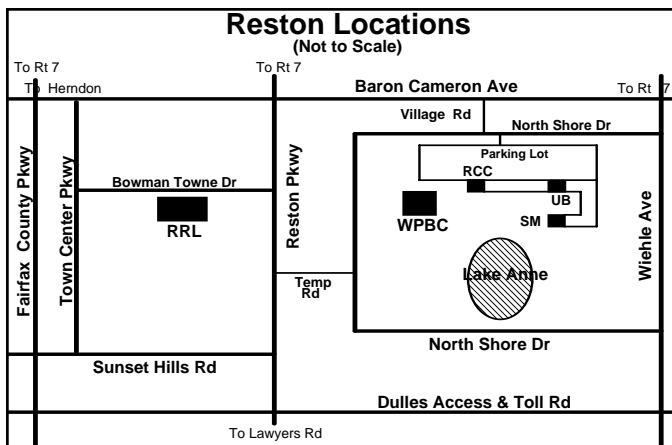 Reston Locations
(Not to Scale)
To Rt 7
To Rt 7
To Herndon
Baron Cameron Ave
To Rt 7
Village Rd
North Shore Dr
Parking Lot
RCC
Bowman Towne Dr
UB
RRL
WPBC
SM
Fairfax County Pkwy
Town Center Pkwy
Reston Pkwy
Wiehle Ave
Lake Anne
Temp
Rd
North Shore Dr
Sunset Hills Rd
Dulles Access & Toll Rd
To Lawyers Rd